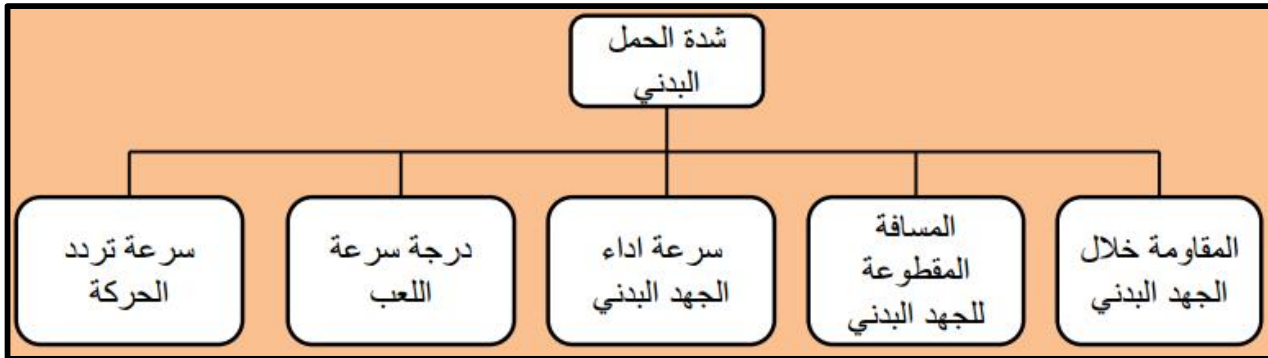 شدة الحمل
البدني
المقاومة خلال
الجهد البدني
المسافة
المقطوعة
للجهد البدني
سرعة اداء
الجهد البدني
درجة سرعة
اللعب
سرعة تردد
الحركة